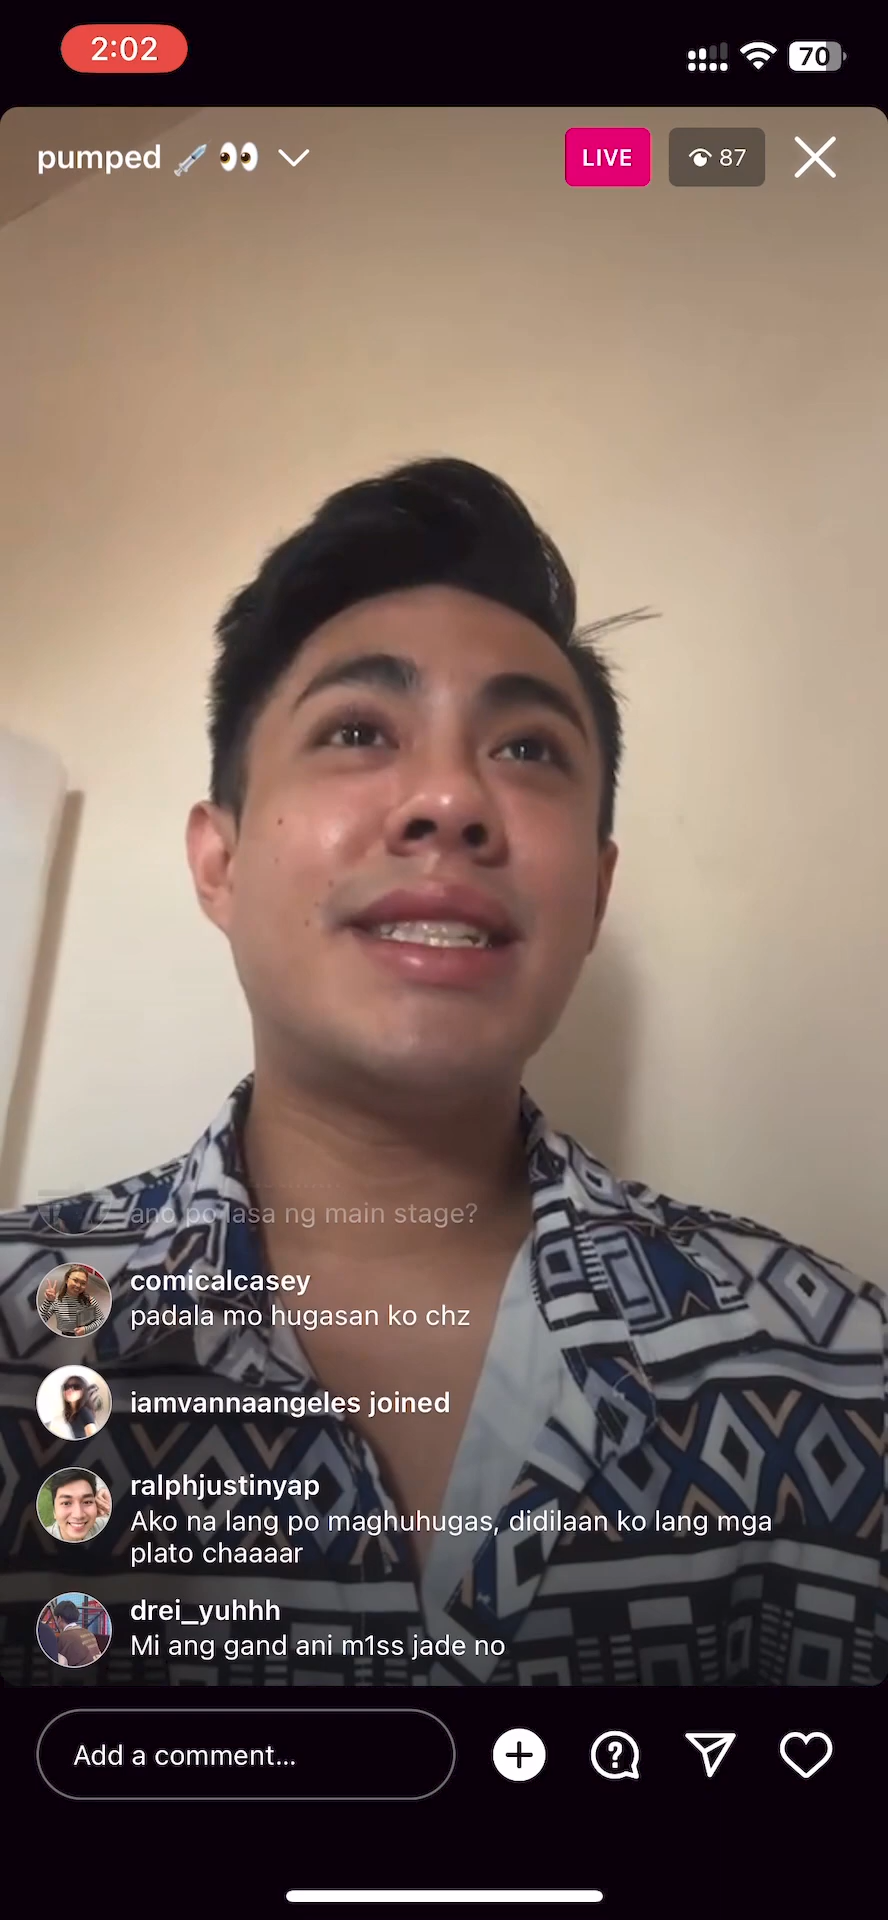 2:02
70
pumped 💉👀
LIVE
87
ano po lasa ng main stage?
comicalcasey
padala mo hugasan ko chz
iamvannaangeles joined
ralphjustinyap
Ako na lang po maghuhugas, didilaan ko lang mga
plato chaaaar
drei_yuhhh
Mi ang gand ani m1ss jade no
Add a comment...